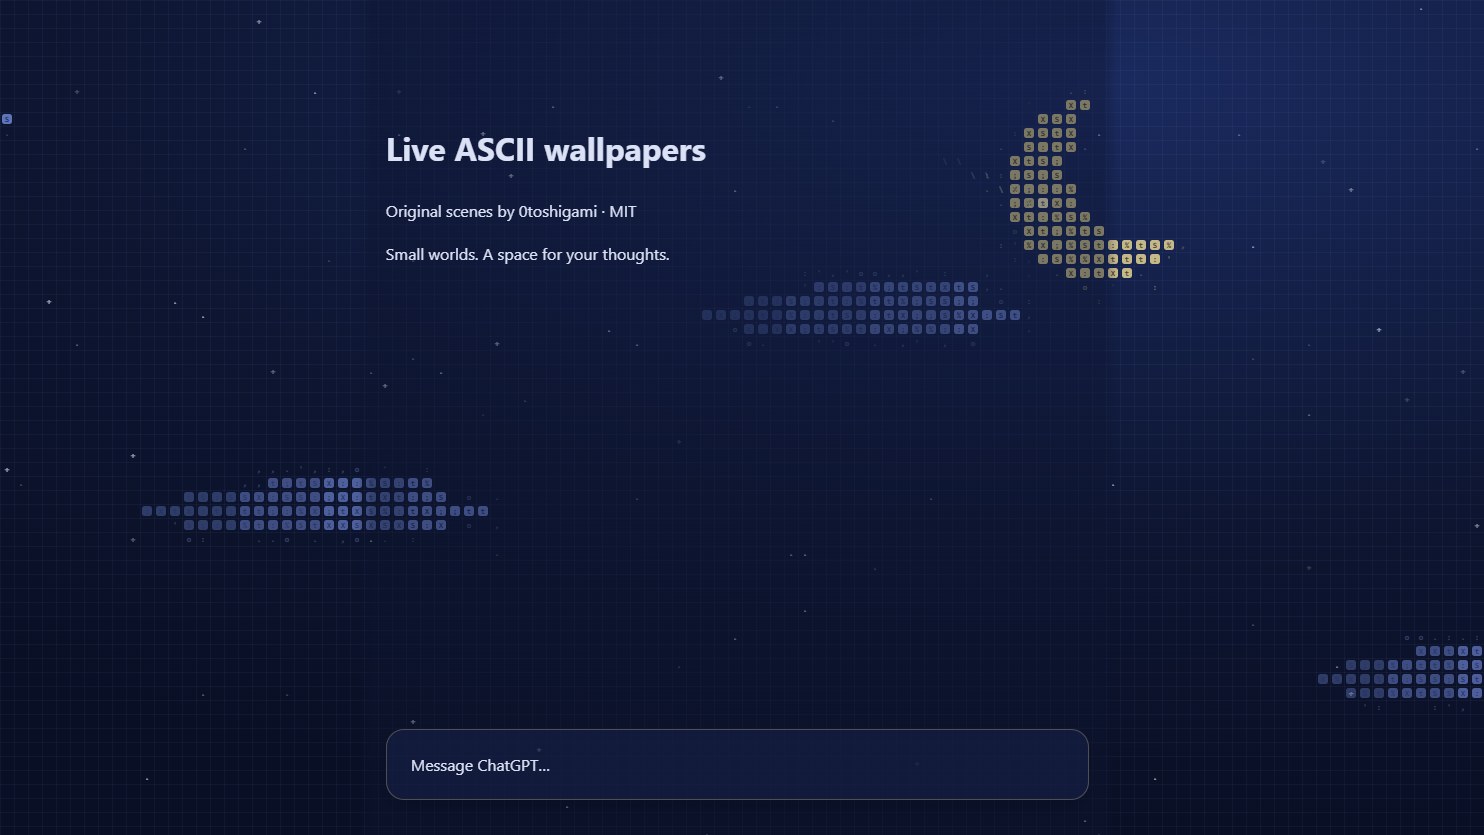 Live ASCII wallpapers
Original scenes by 0toshigami · MIT
Small worlds. A space for your thoughts.
Message ChatGPT...